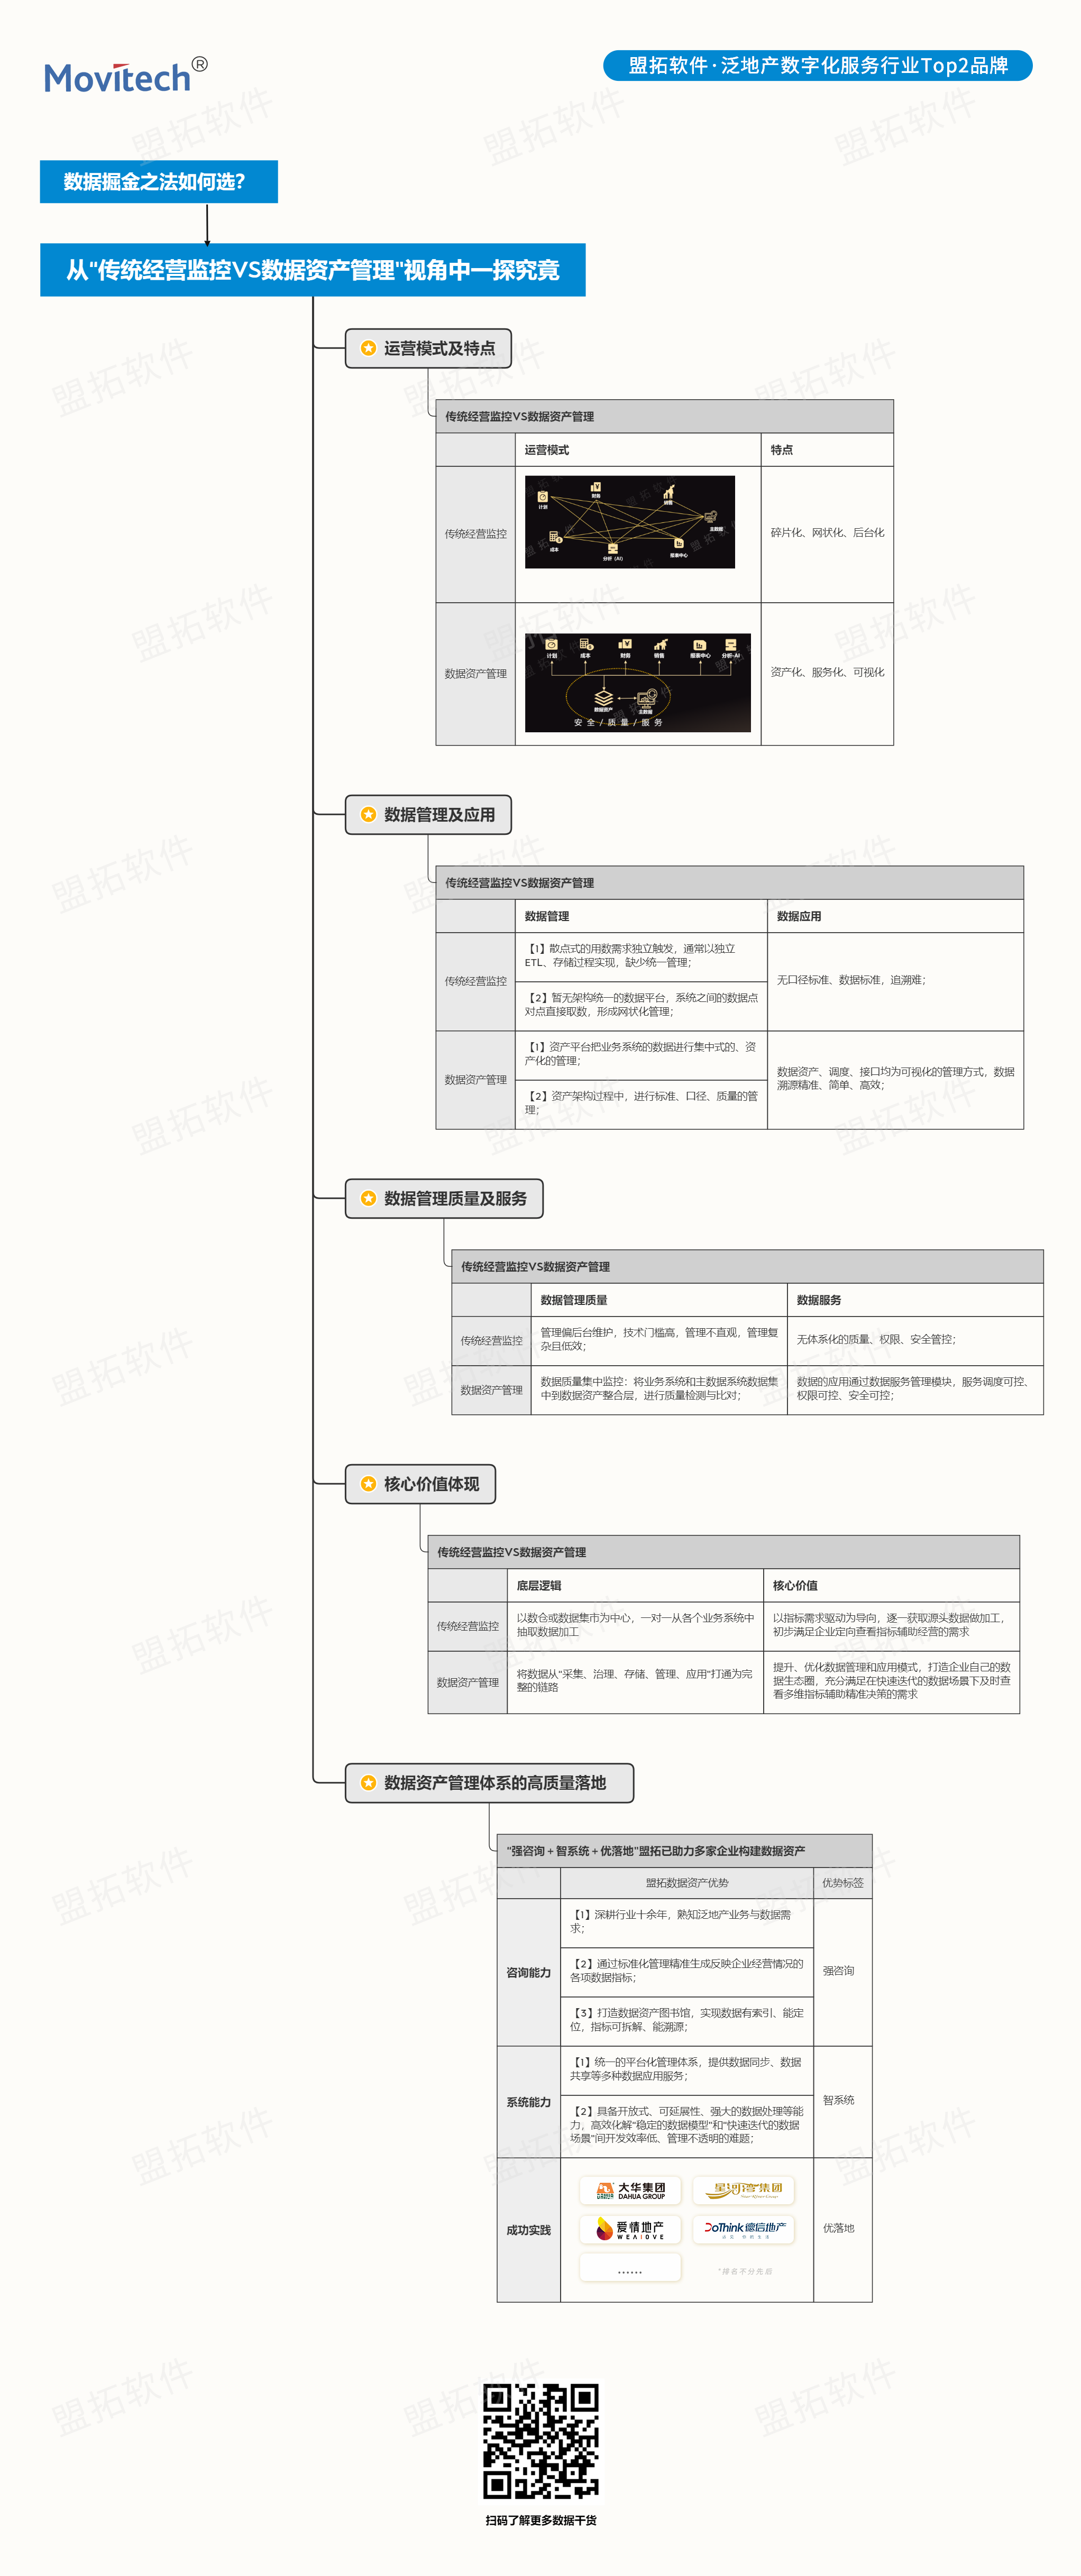 Movitech®
盟拓软件·泛地产数字化服务行业Top2品牌
数据掘金之法如何选?
从"传统经营监控VS数据资产管理"视角中一探究竟
运营模式及特点
传统经营监控VS数据资产管理
运营模式
特点
传统经营监控
计划
财务
销售
主数据
成本
分析（AI）
报表中心
碎片化、网状化、后台化
数据资产管理
计划
成本
财务
销售
报表中心
分析-AI
数据资产
主数据
安全/质量/服务
资产化、服务化、可视化
数据管理及应用
传统经营监控VS数据资产管理
数据管理
数据应用
传统经营监控
【1】散点式的用数需求独立触发，通常以独立
ETL、存储过程实现，缺少统一管理；
【2】暂无架构统一的数据平台，系统之间的数据点
对点直接取数，形成网状化管理；
无口径标准、数据标准，追溯难；
数据资产管理
【1】资产平台把业务系统的数据进行集中式的、资
产化的管理；
【2】资产架构过程中，进行标准、口径、质量的管
理；
数据资产、调度、接口均为可视化的管理方式，数据
溯源精准、简单、高效；
数据管理质量及服务
传统经营监控VS数据资产管理
数据管理质量
数据服务
传统经营监控
管理偏后台维护，技术门槛高，管理不直观，管理复
杂且低效；
无体系化的质量、权限、安全管控；
数据资产管理
数据质量集中监控：将业务系统和主数据系统数据集
中到数据资产整合层，进行质量检测与比对；
数据的应用通过数据服务管理模块，服务调度可控、
权限可控、安全可控；
核心价值体现
传统经营监控VS数据资产管理
底层逻辑
核心价值
传统经营监控
以数仓或数据集市为中心，一对一从各个业务系统中
抽取数据加工
以指标需求驱动为导向，逐一获取源头数据做加工，
初步满足企业定向查看指标辅助经营的需求
数据资产管理
将数据从"采集、治理、存储、管理、应用"打通为完
整的链路
提升、优化数据管理和应用模式，打造企业自己的数
据生态圈，充分满足在快速迭代的数据场景下及时查
看多维指标辅助精准决策的需求
数据资产管理体系的高质量落地
"强咨询+智系统+优落地"盟拓已助力多家企业构建数据资产
盟拓数据资产优势
优势标签
咨询能力
【1】深耕行业十余年，熟知泛地产业务与数据需
求；
【2】通过标准化管理精准生成反映企业经营情况的
各项数据指标；
【3】打造数据资产图书馆，实现数据有索引、能定
位，指标可拆解、能溯源；
强咨询
系统能力
【1】统一的平台化管理体系，提供数据同步、数据
共享等多种数据应用服务；
【2】具备开放式、可延展性、强大的数据处理等能
力，高效化解"稳定的数据模型"和"快速迭代的数据
场景"间开发效率低、管理不透明的难题；
智系统
成功实践
大华集团
DAHUA GROUP
星河湾集团
爱情地产
WEALOVE
DoThink德信地产
······
*排名不分先后
优落地
扫码了解更多数据干货
盟拓软件